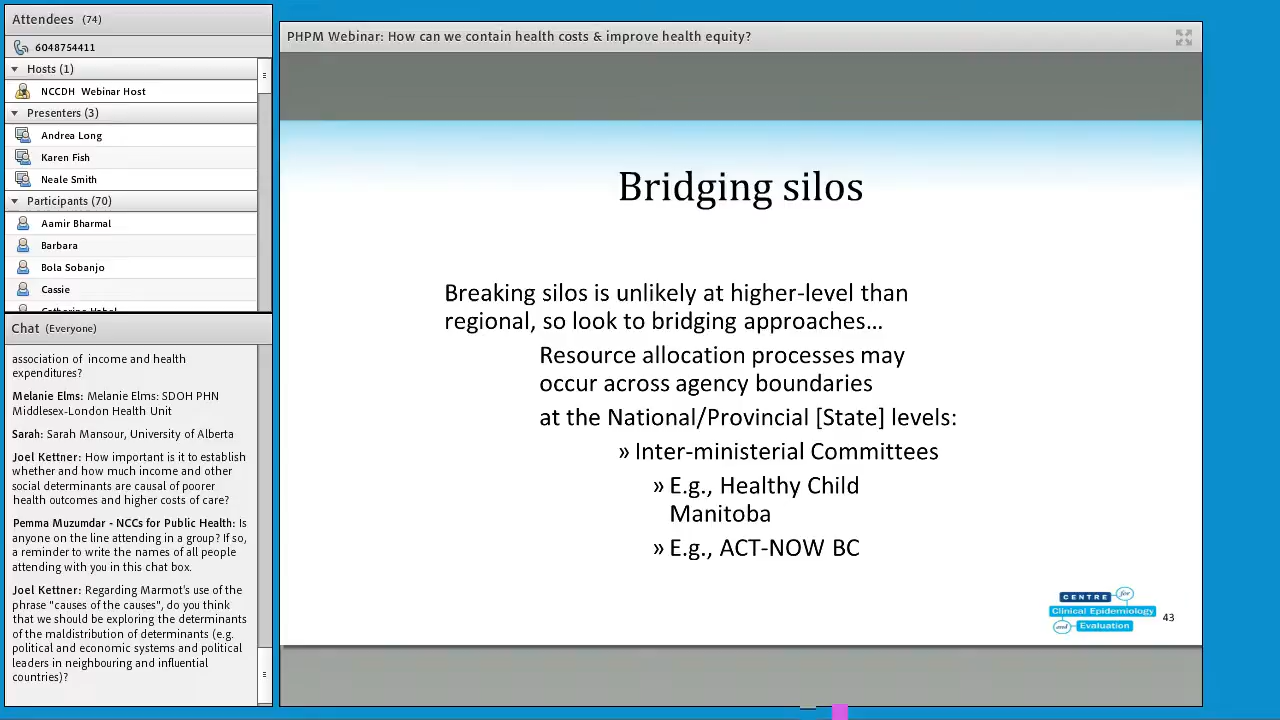 Attendees (74)
6048754411
Hosts (1)
NCCDH Webinar Host
Presenters (3)
Andrea Long
Karen Fish
Neale Smith
Participants (70)
Aamir Bharmal
Barbara
Bola Sobanjo
Cassie
Chat (Everyone)
association of income and health
expenditures?
Melanie Elms: Melanie Elms: SDOH PHN
Middlesex-London Health Unit
Sarah: Sarah Mansour, University of Alberta
Joel Kettner: How important is it to establish
whether and how much income and other
social determinants are causal of poorer
health outcomes and higher costs of care?
Pemma Muzumdar - NCCs for Public Health: Is
anyone on the line attending in a group? If so,
a reminder to write the names of all people
attending with you in this chat box.
Joel Kettner: Regarding Marmot's use of the
phrase "causes of the causes", do you think
that we should be exploring the determinants
of the maldistribution of determinants (e.g.
political and economic systems and political
leaders in neighbouring and influential
countries)?
PHPM Webinar: How can we contain health costs & improve health equity?
Bridging silos
Breaking silos is unlikely at higher-level than
regional, so look to bridging approaches…
Resource allocation processes may
occur across agency boundaries
at the National/Provincial [State] levels:
» Inter-ministerial Committees
» E.g., Healthy Child
Manitoba
» E.g., ACT-NOW BC
CENTRE for
Clinical Epidemiology
and Evaluation
43